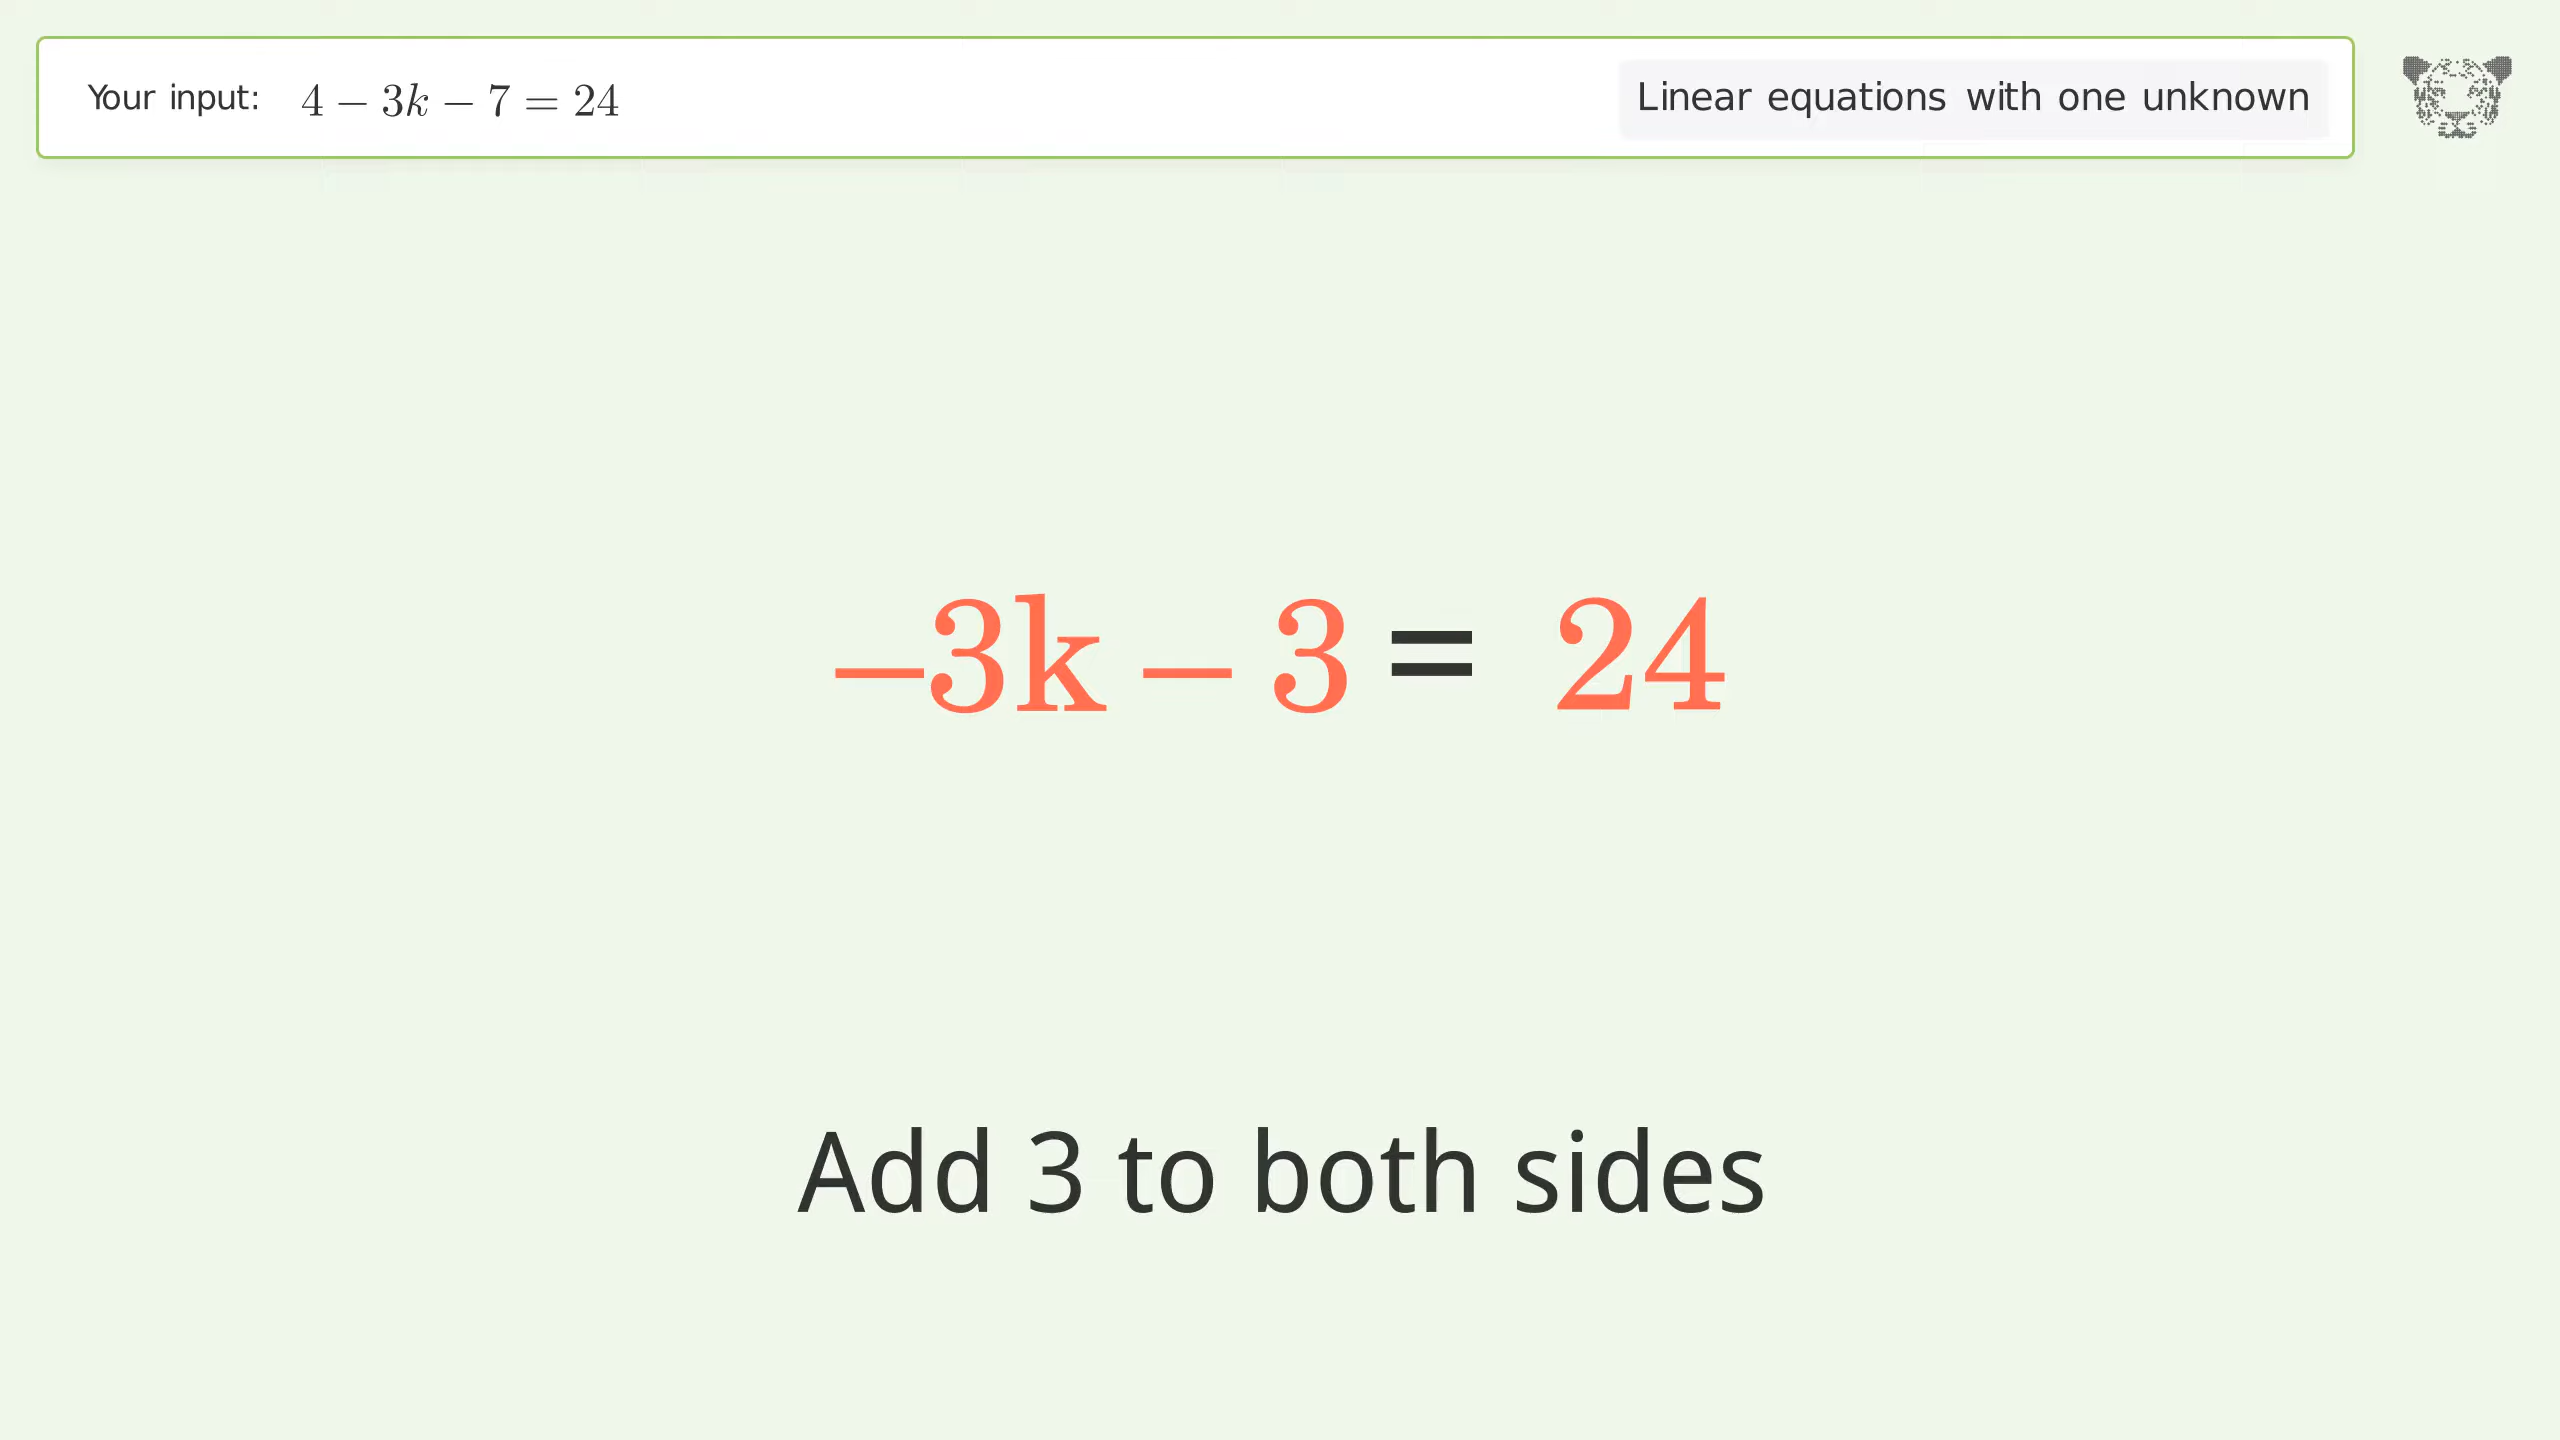 Your input: 4 − 3k − 7 = 24
Linear equations with one unknown
−3k − 3 = 24
Add 3 to both sides